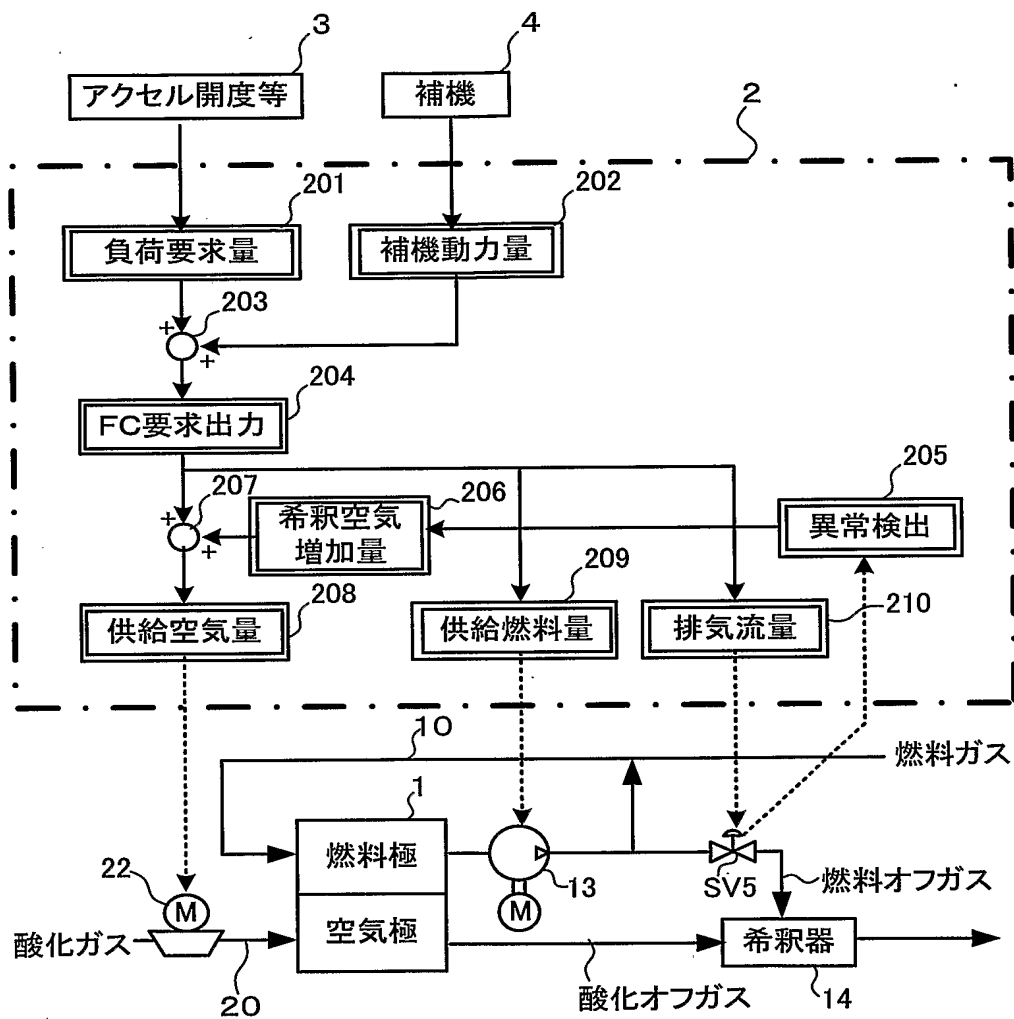 3
4
アクセル開度等
補機
2
201
202
負荷要求量
補機動力量
203
+
+
204
FC要求出力
205
206
207
+
+
希釈空気
増加量
異常検出
208
209
210
供給空気量
供給燃料量
排気流量
10
燃料ガス
1
燃料極
22
M
13
M
SV5
燃料オフガス
酸化ガス
空気極
希釈器
20
酸化オフガス
14